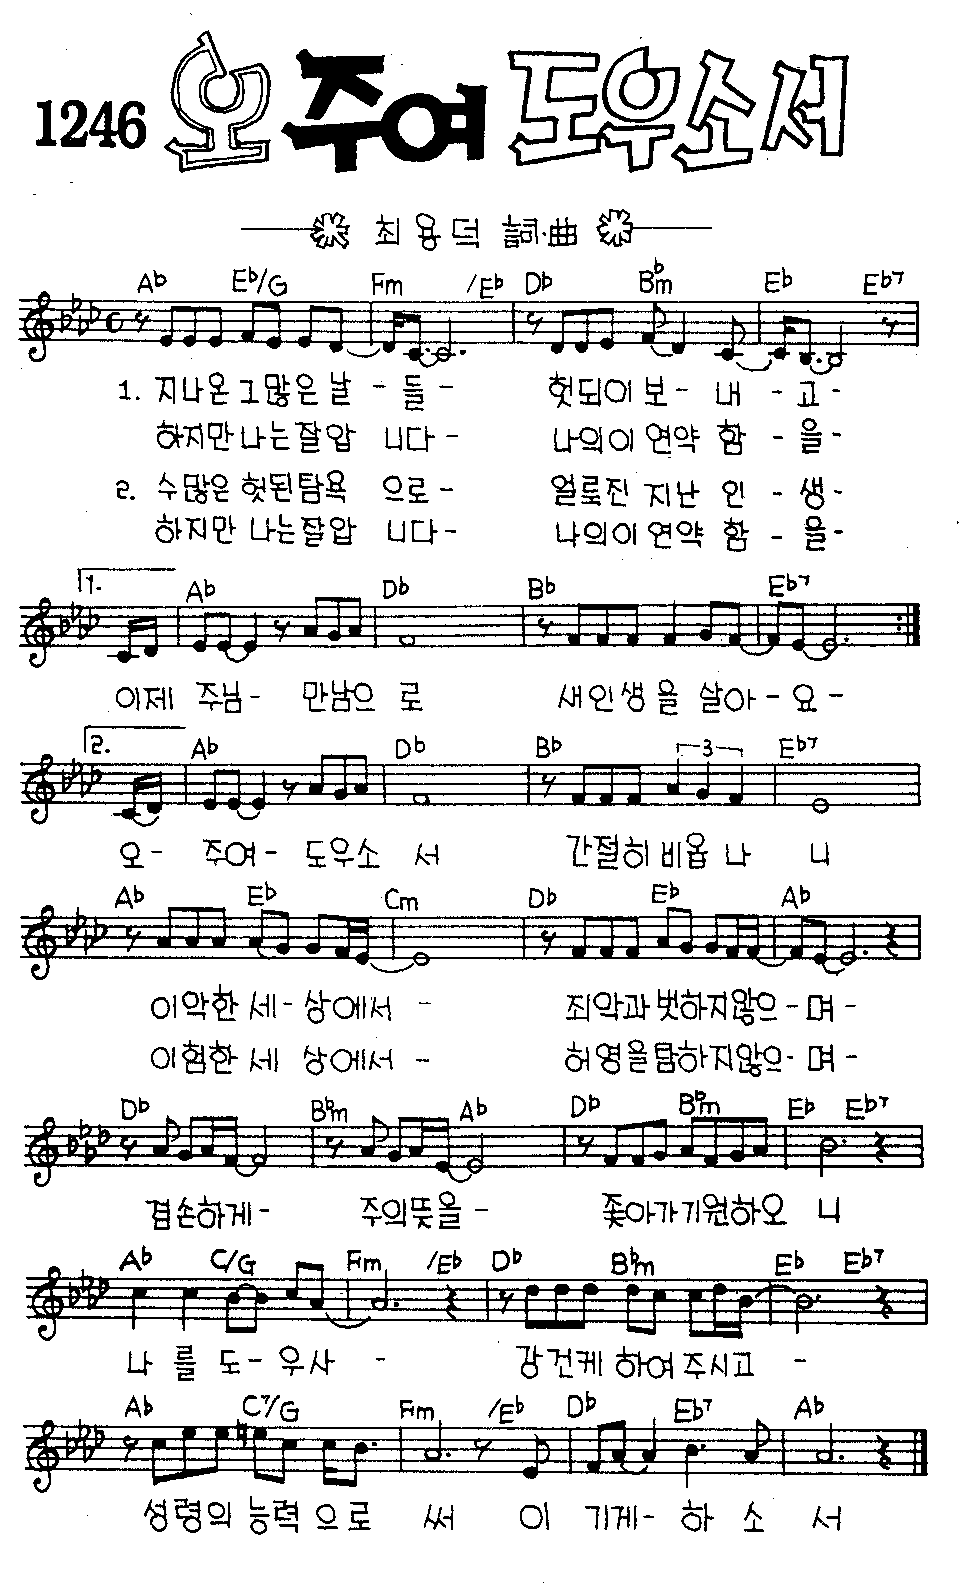 1246 오 주여 도우소서
최용덕 詞·曲
Ab Eb/G Fm /Eb Db Bbm Eb Eb7
1. 지나온 그 많은 날 - 들 - 헛되이 보 - 내 - 고 -
하지만 나는 잘 압 니다 - 나의 이 연약 함 - 을 -
2. 수많은 헛된 탐욕 으로 - 얼로진 지난 인 - 생 -
하지만 나는 잘 압 니다 - 나의 이 연약 함 - 을 -
1. Ab Db Bb Eb7
이제 주님 - 만남으 로 새 인생을 살아 - 요 -
2. Ab Db Bb 3 Eb7
오 - 주여 - 도우소 서 간절히 비옵 나 니
Ab Eb Cm Db Eb Ab
이 악한 세 - 상에서 - 죄악과 벗하지 않으 - 며 -
이 험한 세 상에서 - 허영을 탐하지 않으 - 며 -
Db Bbm Ab Db Bbm Eb Eb7
겸손하게 - 주의 뜻을 - 좇아가기 원하오 니
Ab C/G Fm /Eb Db Bbm Eb Eb7
나 를 도 - 우사 - 강건케 하여 주시고 -
Ab C7/G Fm /Eb Db Eb7 Ab
성령의 능력으로 써 이 기게 - 하 소 서